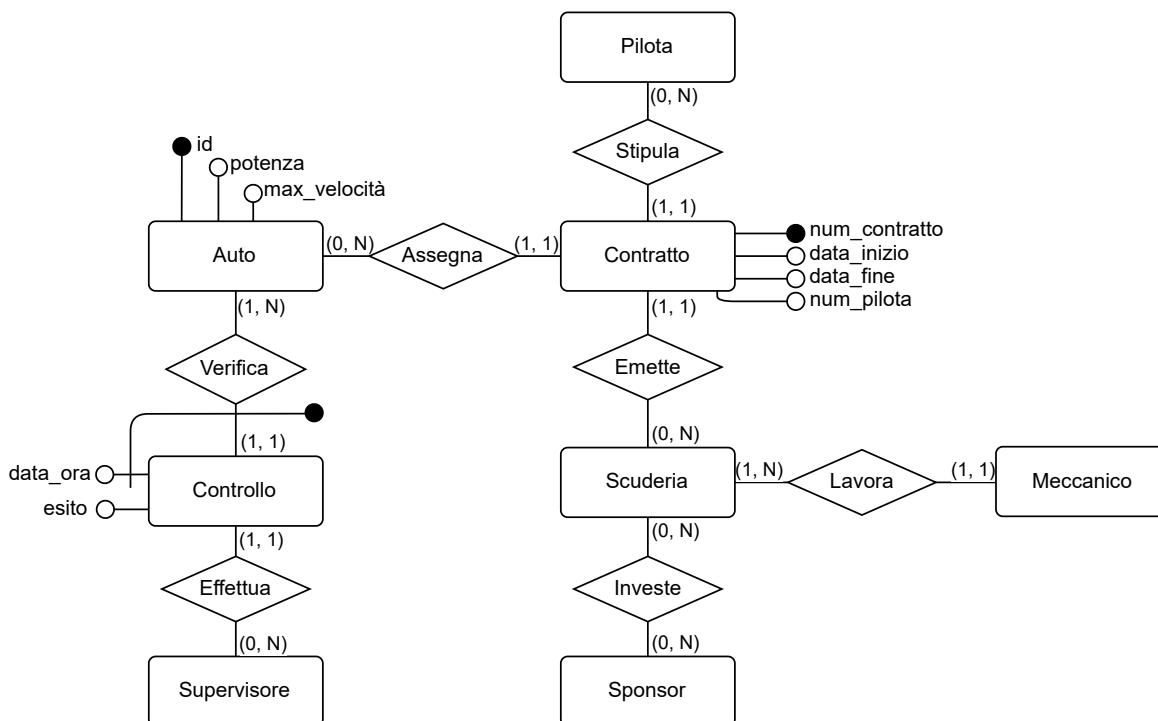 Pilota
(0, N)
Stipula
(1, 1)
id
potenza
max_velocità
Auto
(0, N)
Assegna
(1, 1)
Contratto
num_contratto
data_inizio
data_fine
num_pilota
(1, N)
(1, 1)
Verifica
Emette
(1, 1)
(0, N)
data_ora
esito
Controllo
Scuderia
(1, N)
Lavora
(1, 1)
Meccanico
(1, 1)
(0, N)
Effettua
Investe
(0, N)
(0, N)
Supervisore
Sponsor